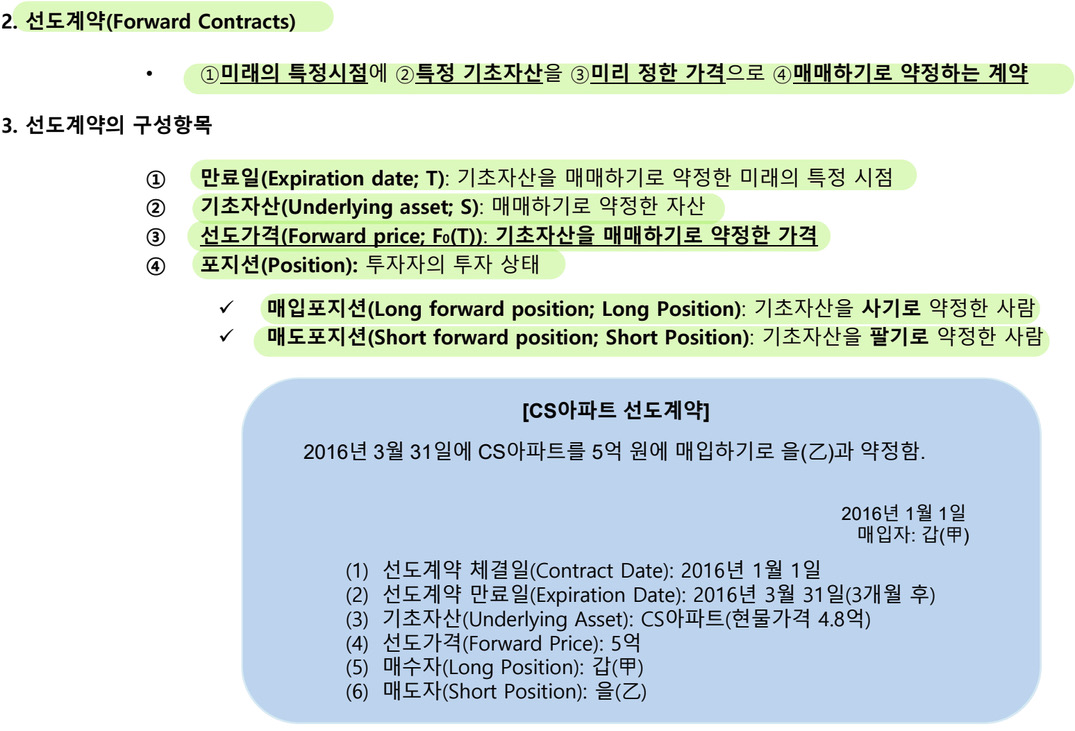 2. 선도계약(Forward Contracts)
• ①미래의 특정시점에 ②특정 기초자산을 ③미리 정한 가격으로 ④매매하기로 약정하는 계약
3. 선도계약의 구성항목
① 만료일(Expiration date; T): 기초자산을 매매하기로 약정한 미래의 특정 시점
② 기초자산(Underlying asset; S): 매매하기로 약정한 자산
③ 선도가격(Forward price; F₀(T)): 기초자산을 매매하기로 약정한 가격
④ 포지션(Position): 투자자의 투자 상태
✓ 매입포지션(Long forward position; Long Position): 기초자산을 사기로 약정한 사람
✓ 매도포지션(Short forward position; Short Position): 기초자산을 팔기로 약정한 사람
[CS아파트 선도계약]
2016년 3월 31일에 CS아파트를 5억 원에 매입하기로 을(乙)과 약정함.
2016년 1월 1일
매입자: 갑(甲)
(1) 선도계약 체결일(Contract Date): 2016년 1월 1일
(2) 선도계약 만료일(Expiration Date): 2016년 3월 31일(3개월 후)
(3) 기초자산(Underlying Asset): CS아파트(현물가격 4.8억)
(4) 선도가격(Forward Price): 5억
(5) 매수자(Long Position): 갑(甲)
(6) 매도자(Short Position): 을(乙)